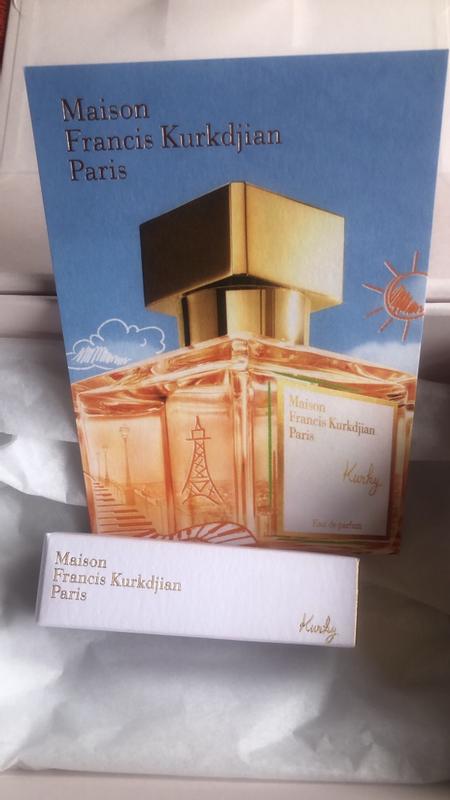 Maison
Francis Kurkdjian
Paris
Maison
Francis Kurkdjian
Paris
Kurky
Eau de parfum
Maison
Francis Kurkdjian
Paris
Kurky